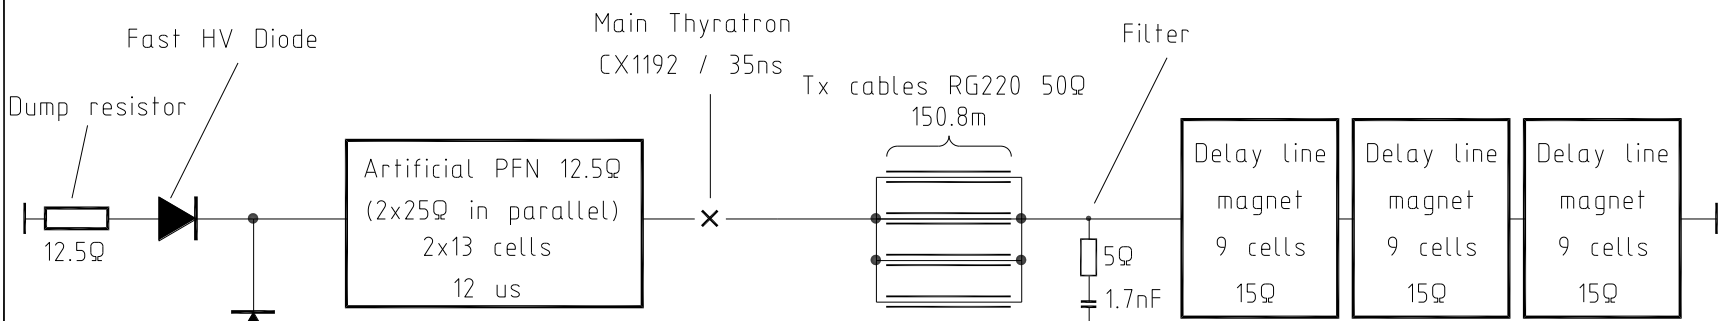 Main Thyratron
CX1192 / 35ns
Fast HV Diode
Filter
Tx cables RG220 50Ω
150.8m
Dump resistor
12.5Ω
Artificial PFN 12.5Ω
(2x25Ω in parallel)
2x13 cells
12 us
5Ω
1.7nF
Delay line
magnet
9 cells
15Ω
Delay line
magnet
9 cells
15Ω
Delay line
magnet
9 cells
15Ω